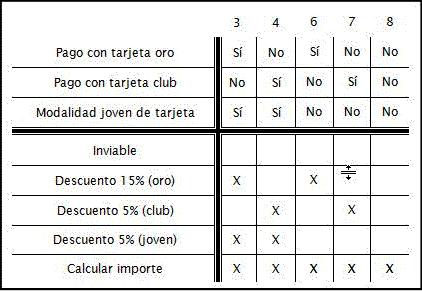 3 4 6 7 8
Pago con tarjeta oro Sí No Sí No No
Pago con tarjeta club No Sí No Sí No
Modalidad joven de tarjeta Sí Sí No No No
Inviable
Descuento 15% (oro) X X
Descuento 5% (club) X X
Descuento 5% (joven) X X
Calcular importe X X X X X